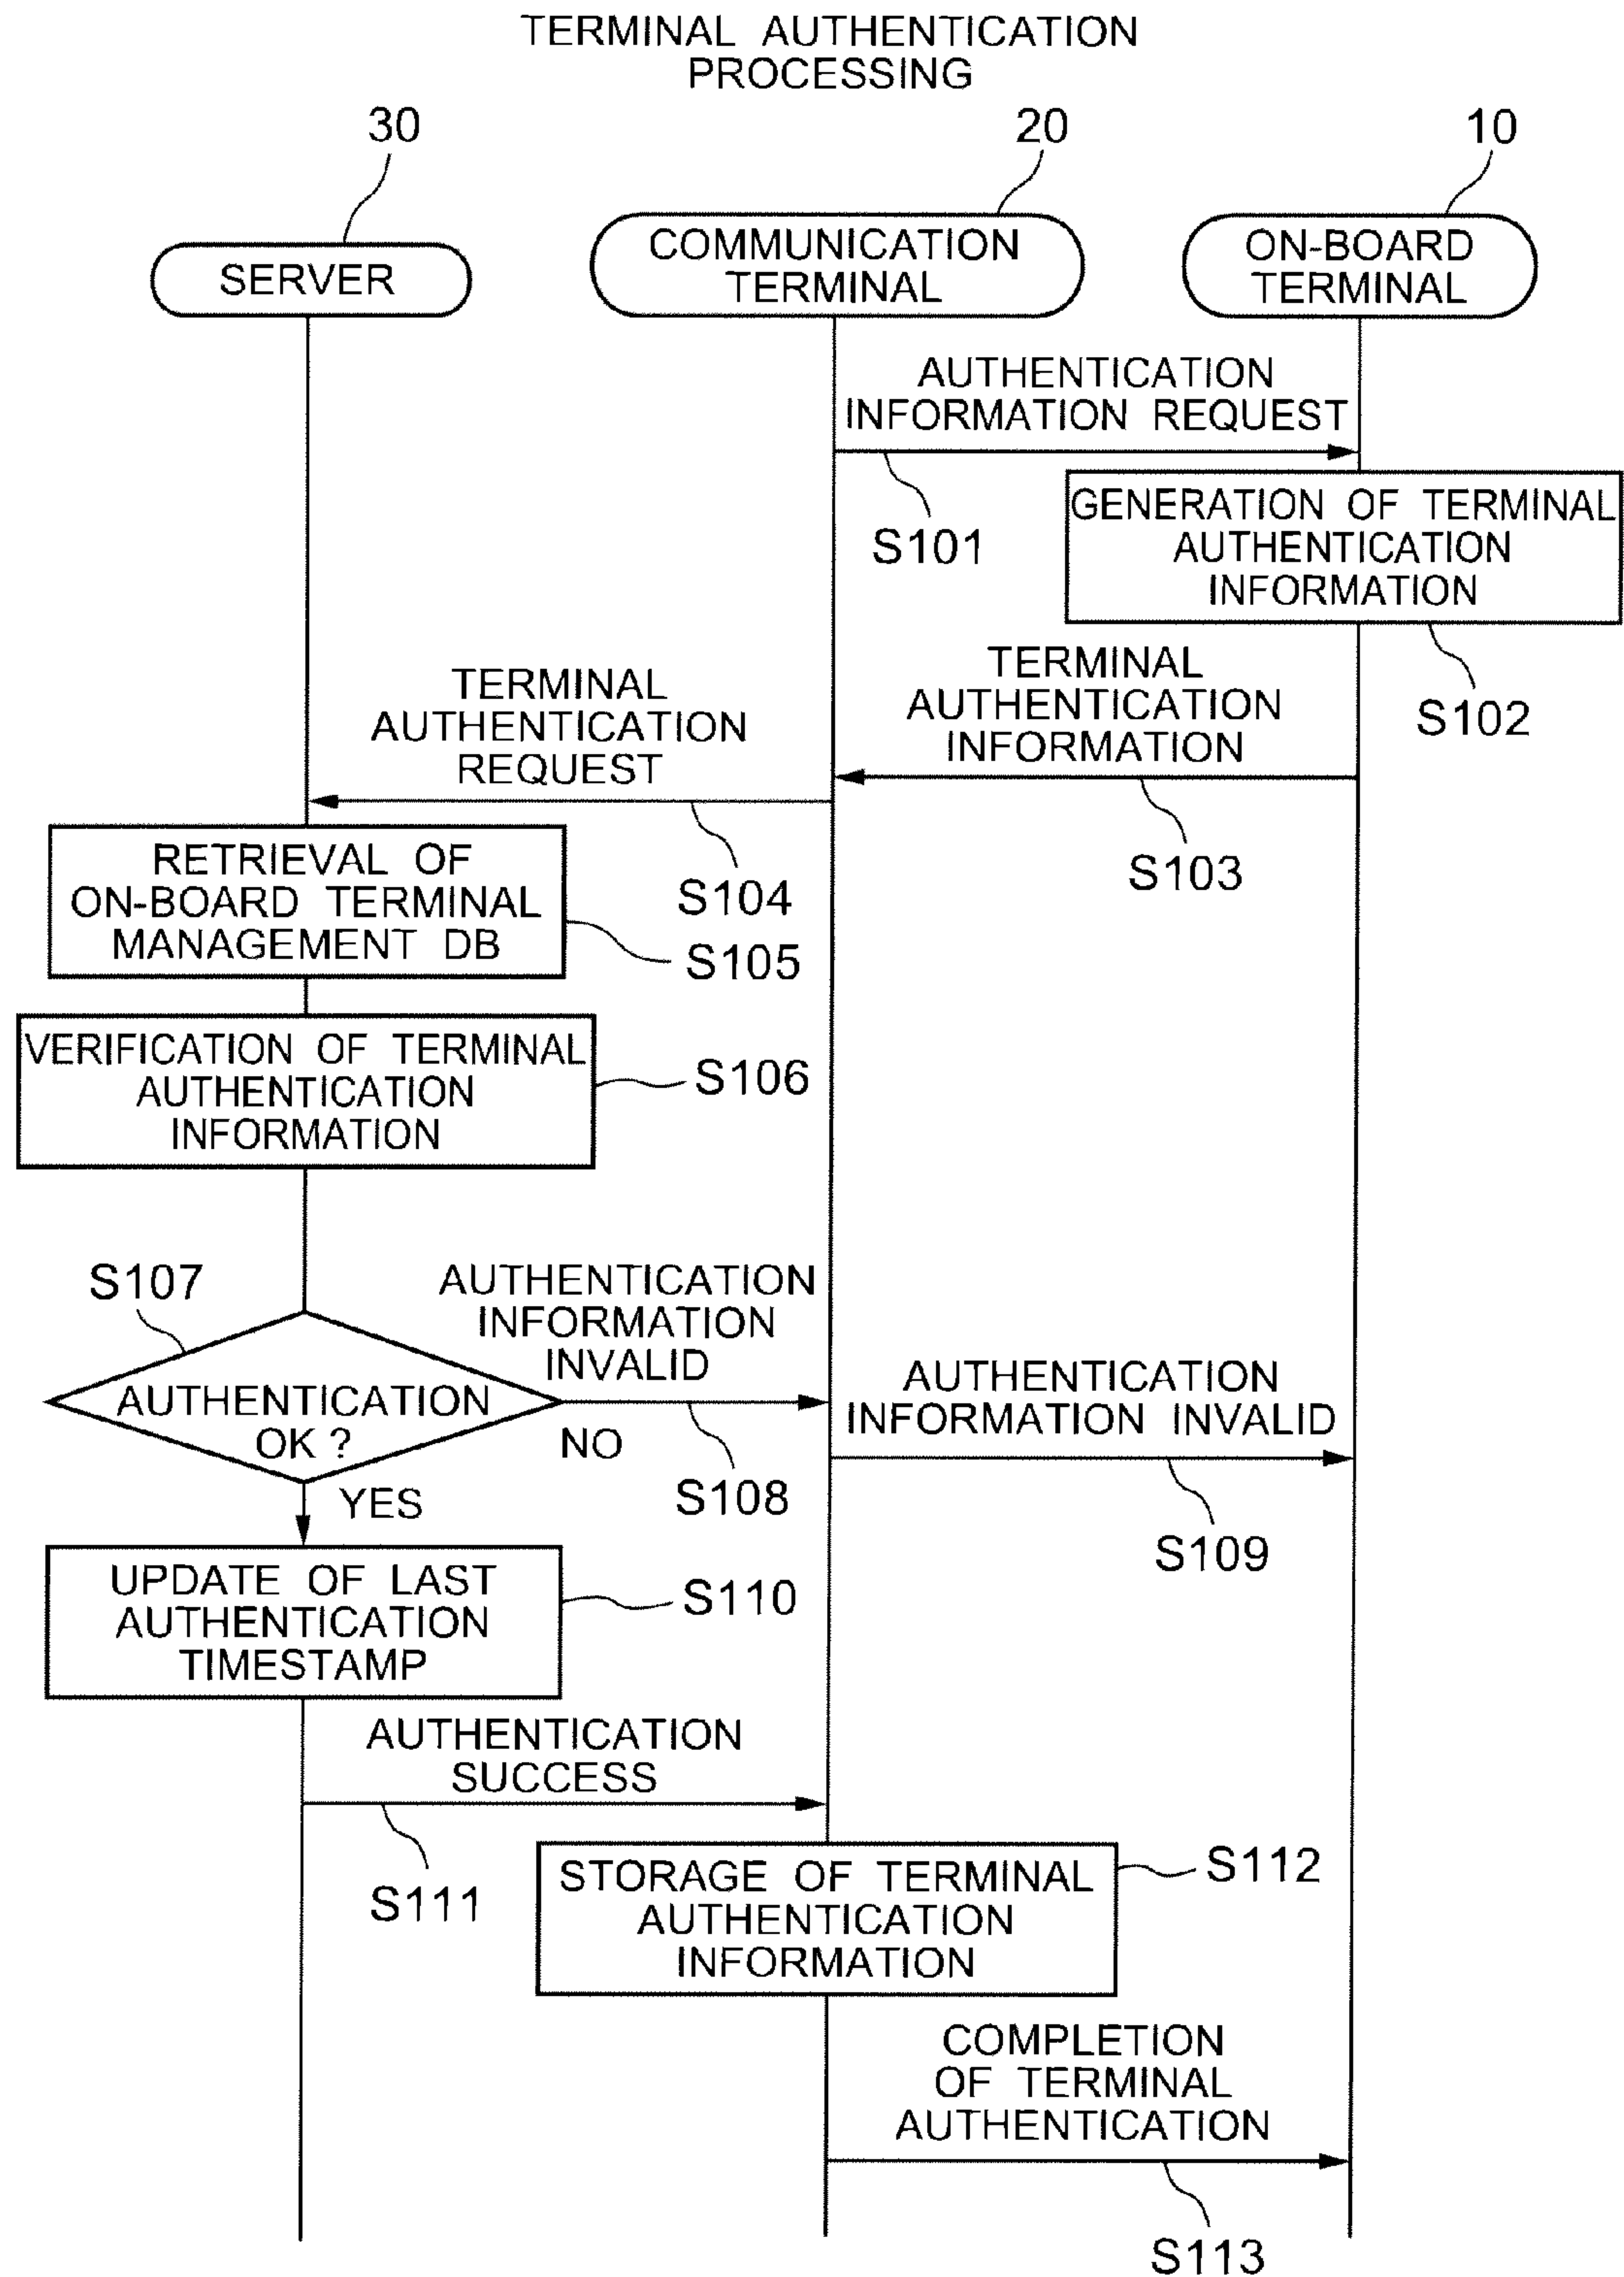 TERMINAL AUTHENTICATION
PROCESSING
30
20
10
SERVER
COMMUNICATION
TERMINAL
ON-BOARD
TERMINAL
AUTHENTICATION
INFORMATION REQUEST
S101
GENERATION OF TERMINAL
AUTHENTICATION
INFORMATION
S102
TERMINAL
AUTHENTICATION
INFORMATION
S103
TERMINAL
AUTHENTICATION
REQUEST
S104
RETRIEVAL OF
ON-BOARD TERMINAL
MANAGEMENT DB
S105
VERIFICATION OF TERMINAL
AUTHENTICATION
INFORMATION
S106
S107
AUTHENTICATION
OK ?
AUTHENTICATION
INFORMATION
INVALID
NO
S108
AUTHENTICATION
INFORMATION INVALID
S109
YES
UPDATE OF LAST
AUTHENTICATION
TIMESTAMP
S110
AUTHENTICATION
SUCCESS
S111
STORAGE OF TERMINAL
AUTHENTICATION
INFORMATION
S112
COMPLETION
OF TERMINAL
AUTHENTICATION
S113